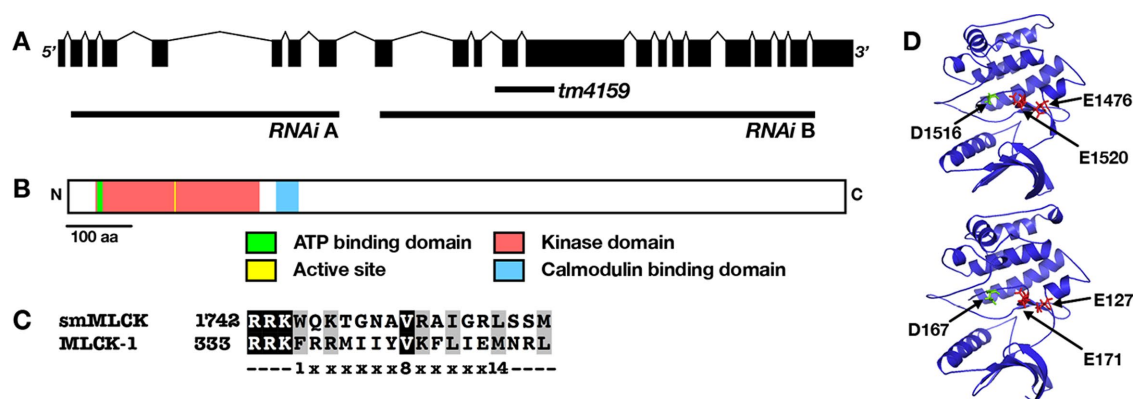 A
5'
3'
tm4159
RNAi A
RNAi B
B
N
C
100 aa
ATP binding domain
Kinase domain
Active site
Calmodulin binding domain
C
smMLCK 1742 RRKWQKTGNAVRAIGRLSSM
MLCK-1 333 RRKFRRMIIYVKFLIEMNRL
----1xxxxxx8xxxxx14----
D
E1476
D1516
E1520
E127
D167
E171